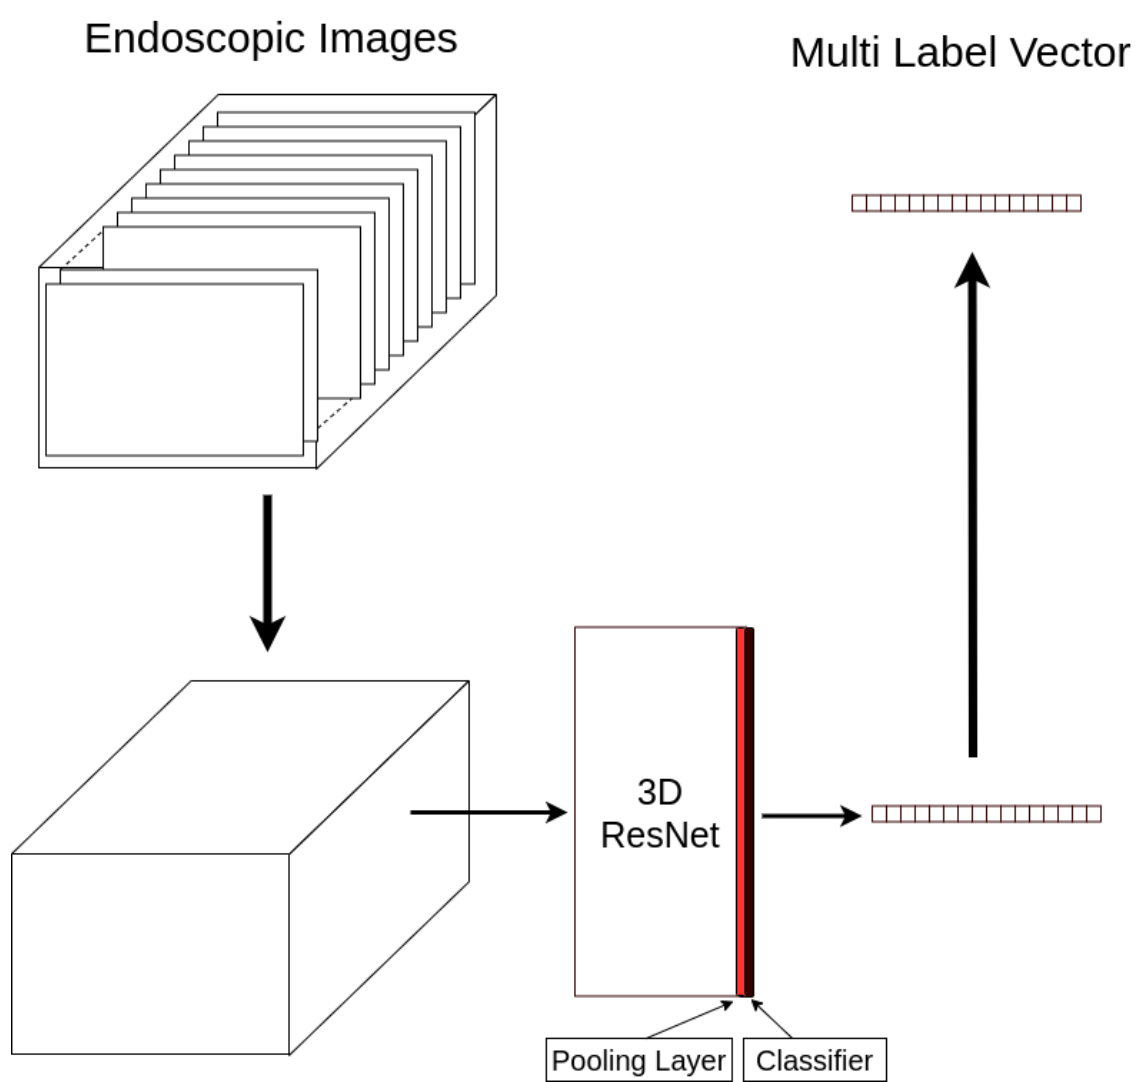 Endoscopic Images
Multi Label Vector
3D
ResNet
Pooling Layer
Classifier